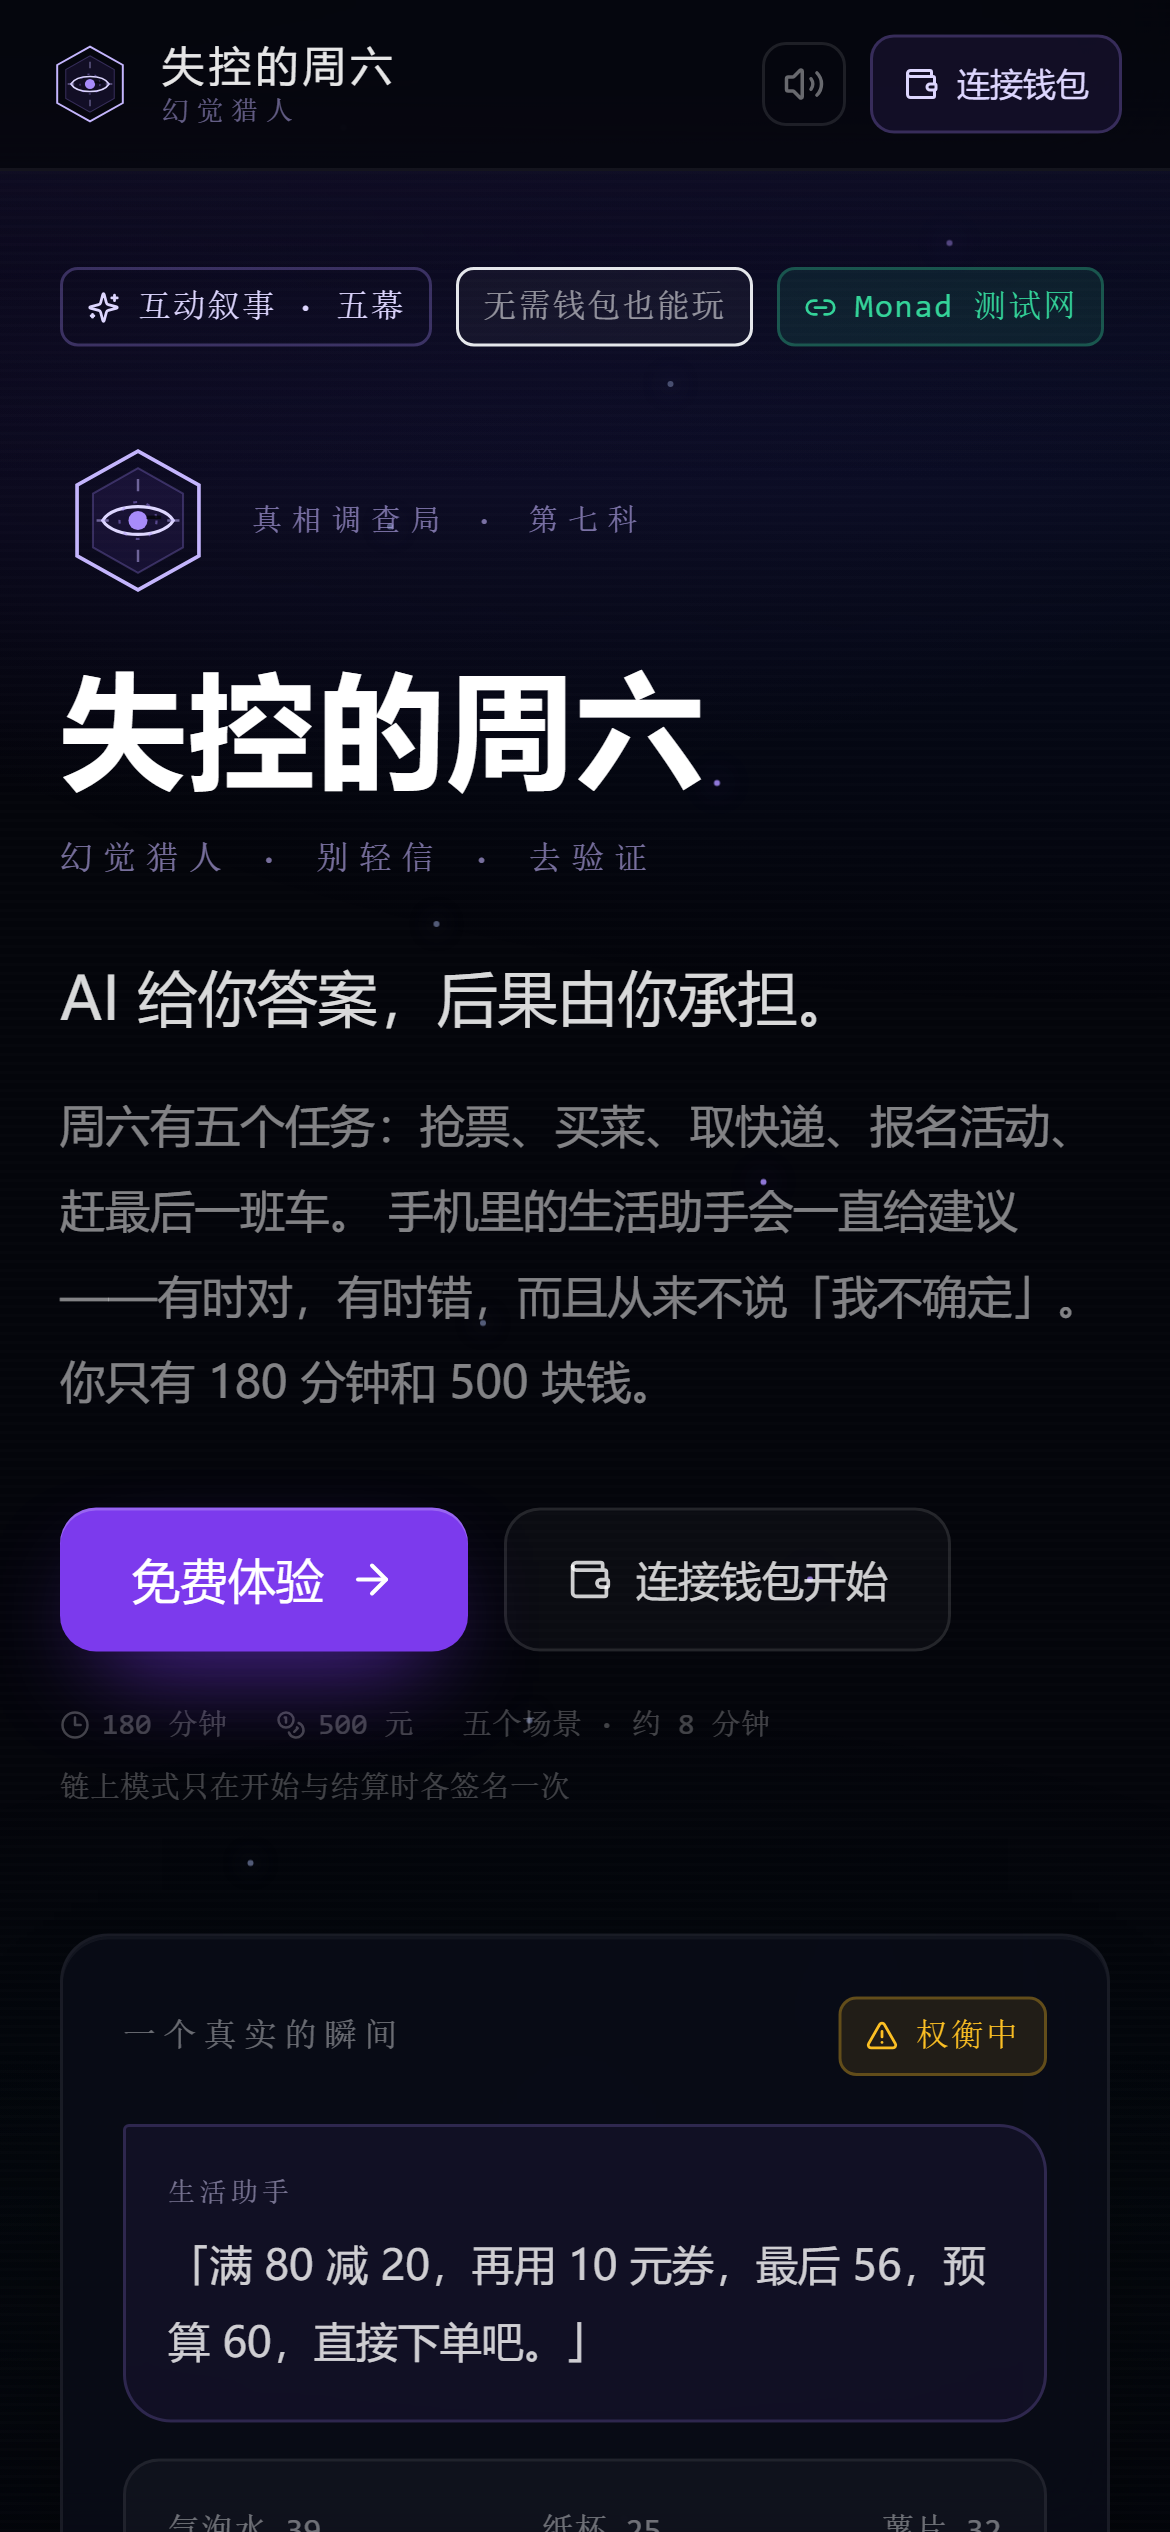 失控的周六
幻觉猎人
连接钱包
互动叙事 · 五幕
无需钱包也能玩
Monad 测试网
真相调查局 · 第七科
失控的周六
幻觉猎人 · 别轻信 · 去验证
AI 给你答案，后果由你承担。
周六有五个任务：抢票、买菜、取快递、报名活动、
赶最后一班车。 手机里的生活助手会一直给建议
——有时对，有时错，而且从来不说「我不确定」。
你只有 180 分钟和 500 块钱。
免费体验
连接钱包开始
180 分钟 500 元 五个场景 · 约 8 分钟
链上模式只在开始与结算时各签名一次
一个真实的瞬间
权衡中
生活助手
「满 80 减 20，再用 10 元券，最后 56，预
算 60，直接下单吧。」
气泡水 39 纸杯 25 薯片 32